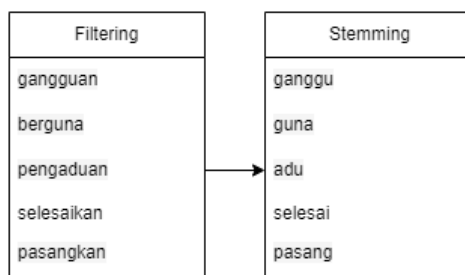 Filtering
gangguan
berguna
pengaduan
selesaikan
pasangkan
Stemming
ganggu
guna
adu
selesai
pasang